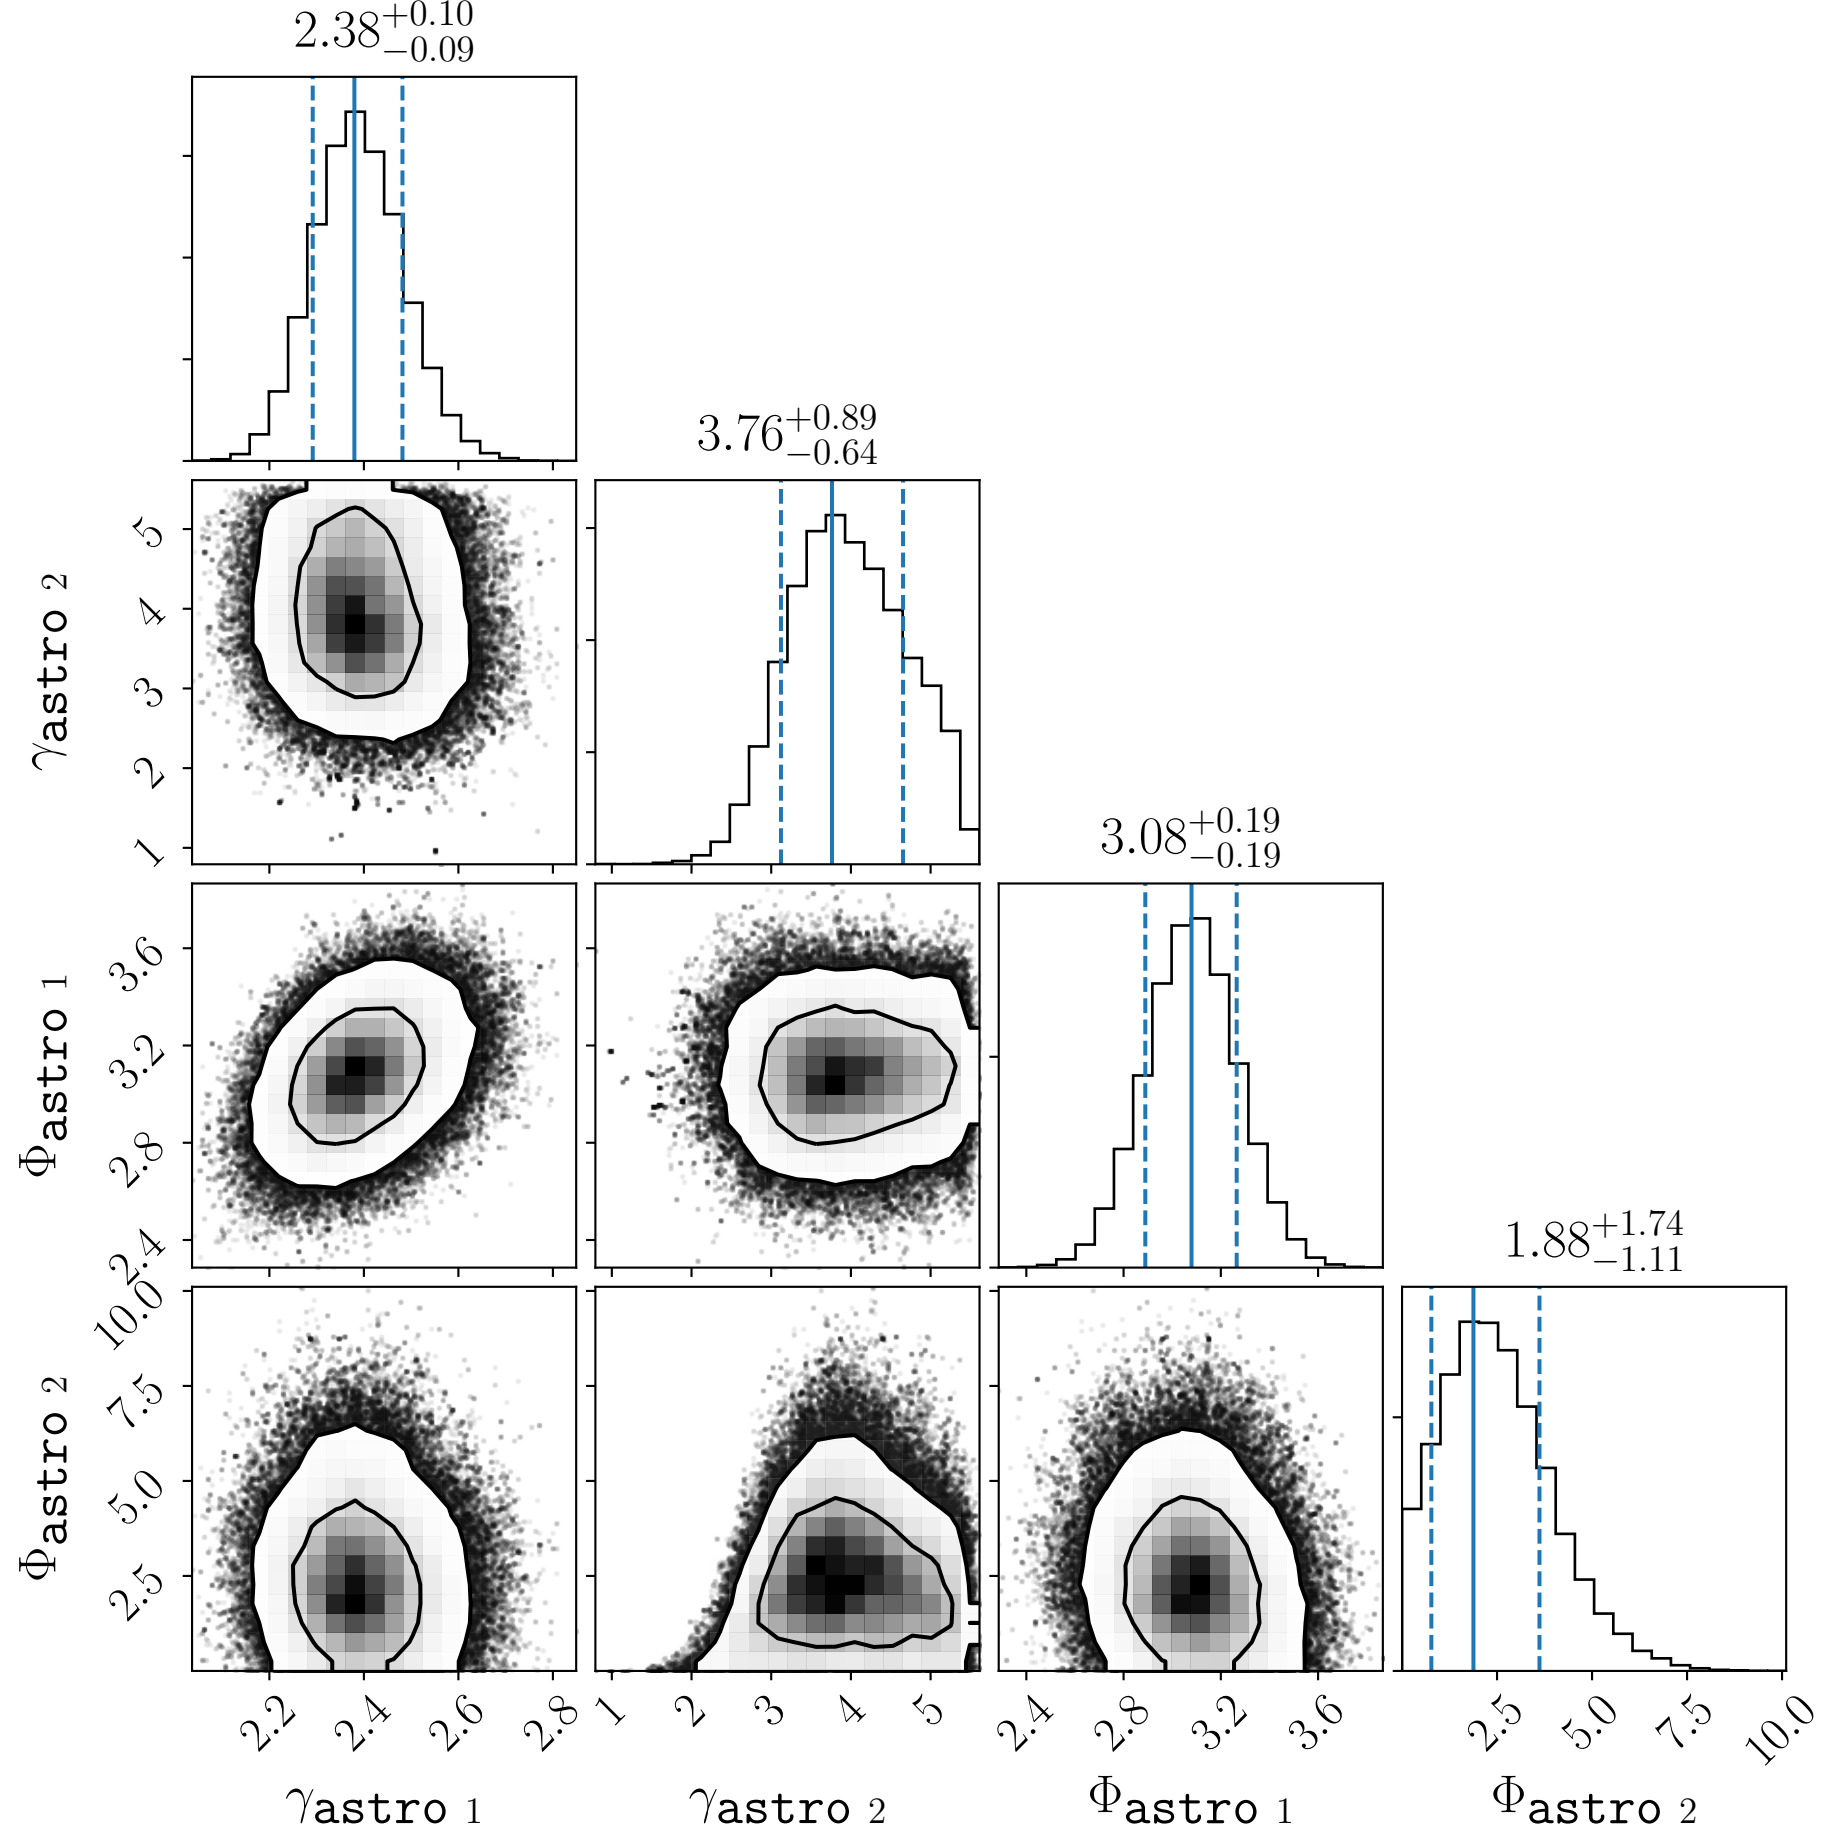 2.38+0.10−0.09
3.76+0.89−0.64
3.08+0.19−0.19
1.88+1.74−1.11
γastro 2
5
4
3
2
1
Φastro 1
3.6
3.2
2.8
2.4
Φastro 2
10.0
7.5
5.0
2.5
2.2 2.4 2.6 2.8
1 2 3 4 5
2.4 2.8 3.2 3.6
2.5 5.0 7.5 10.0
γastro 1
γastro 2
Φastro 1
Φastro 2